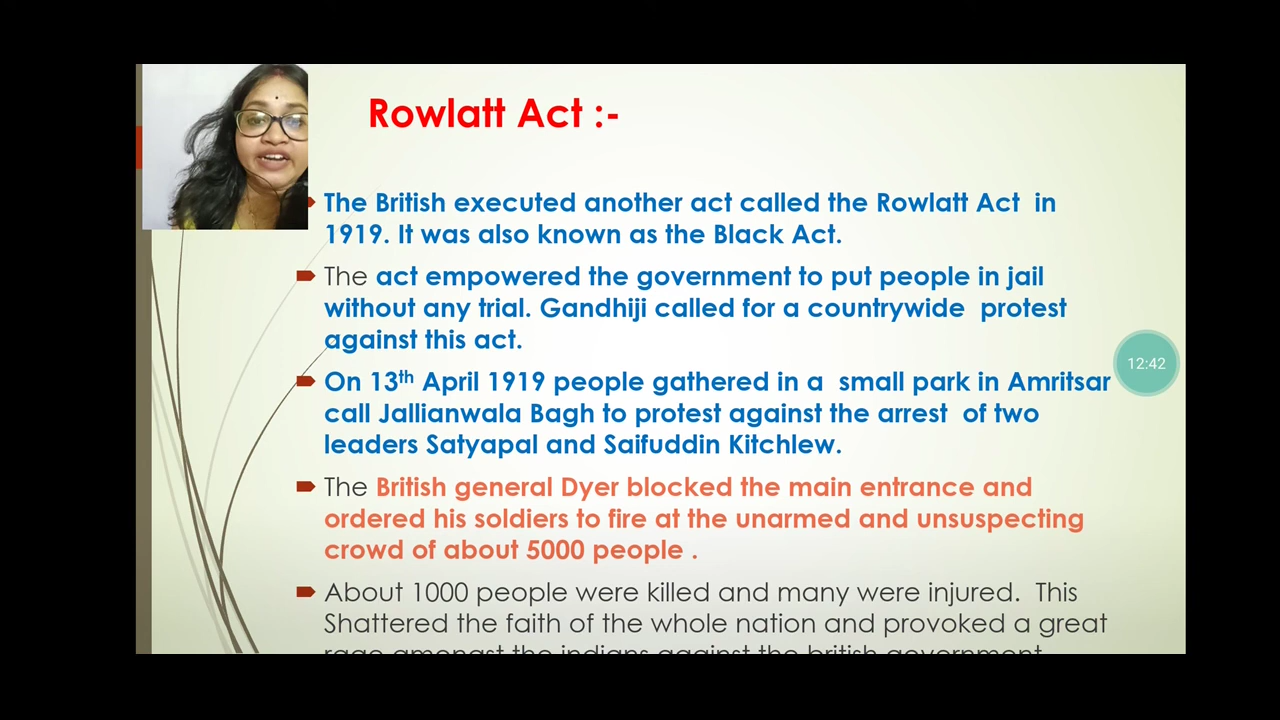 Rowlatt Act :-
The British executed another act called the Rowlatt Act in
1919. It was also known as the Black Act.
The act empowered the government to put people in jail
without any trial. Gandhiji called for a countrywide protest
against this act.
On 13th April 1919 people gathered in a small park in Amritsar
12:42
call Jallianwala Bagh to protest against the arrest of two
leaders Satyapal and Saifuddin Kitchlew.
The British general Dyer blocked the main entrance and
ordered his soldiers to fire at the unarmed and unsuspecting
crowd of about 5000 people .
About 1000 people were killed and many were injured. This
Shattered the faith of the whole nation and provoked a great
rage amongst the indians against the british government